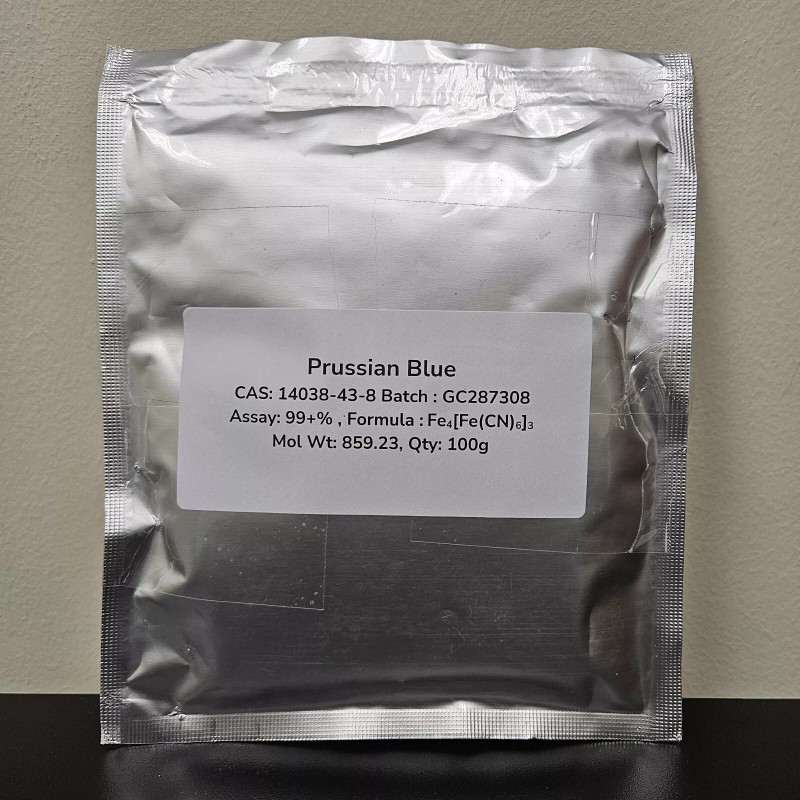 Prussian Blue
CAS: 14038-43-8 Batch : GC287308
Assay: 99+% , Formula : Fe₄[Fe(CN)₆]₃
Mol Wt: 859.23, Qty: 100g